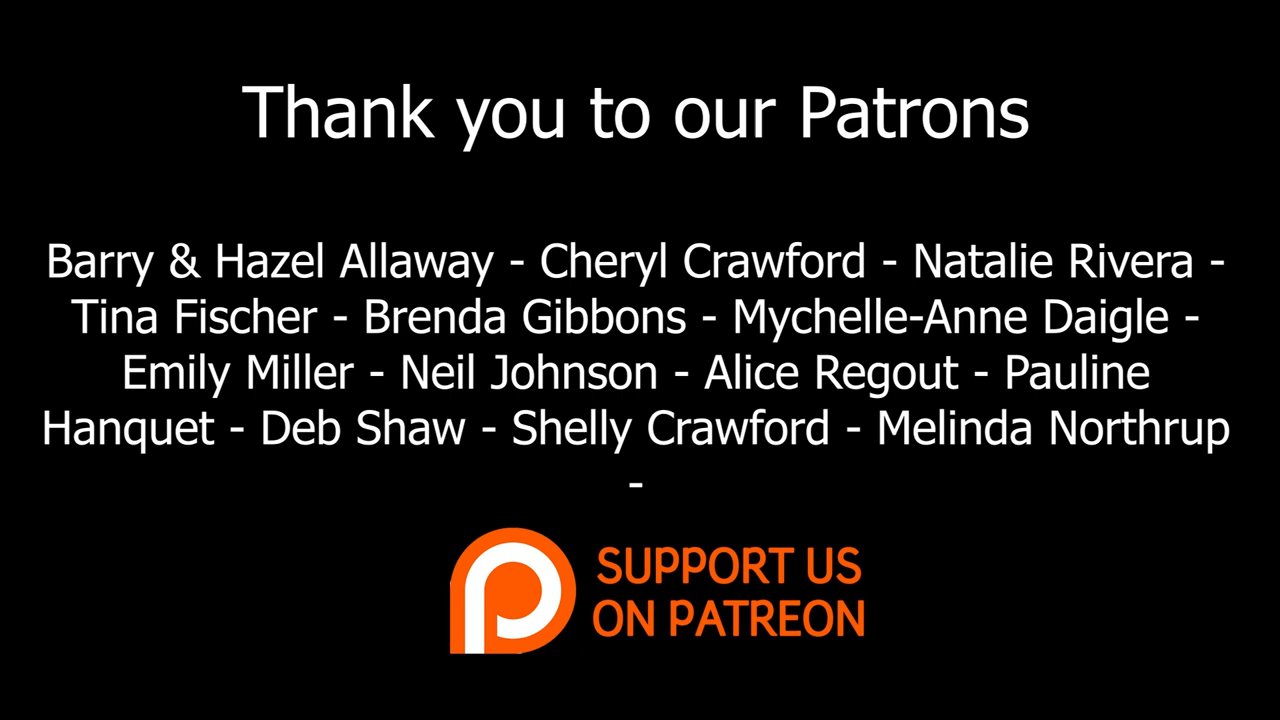 Thank you to our Patrons
Barry & Hazel Allaway - Cheryl Crawford - Natalie Rivera -
Tina Fischer - Brenda Gibbons - Mychelle-Anne Daigle -
Emily Miller - Neil Johnson - Alice Regout - Pauline
Hanquet - Deb Shaw - Shelly Crawford - Melinda Northrup
-
SUPPORT US
ON PATREON